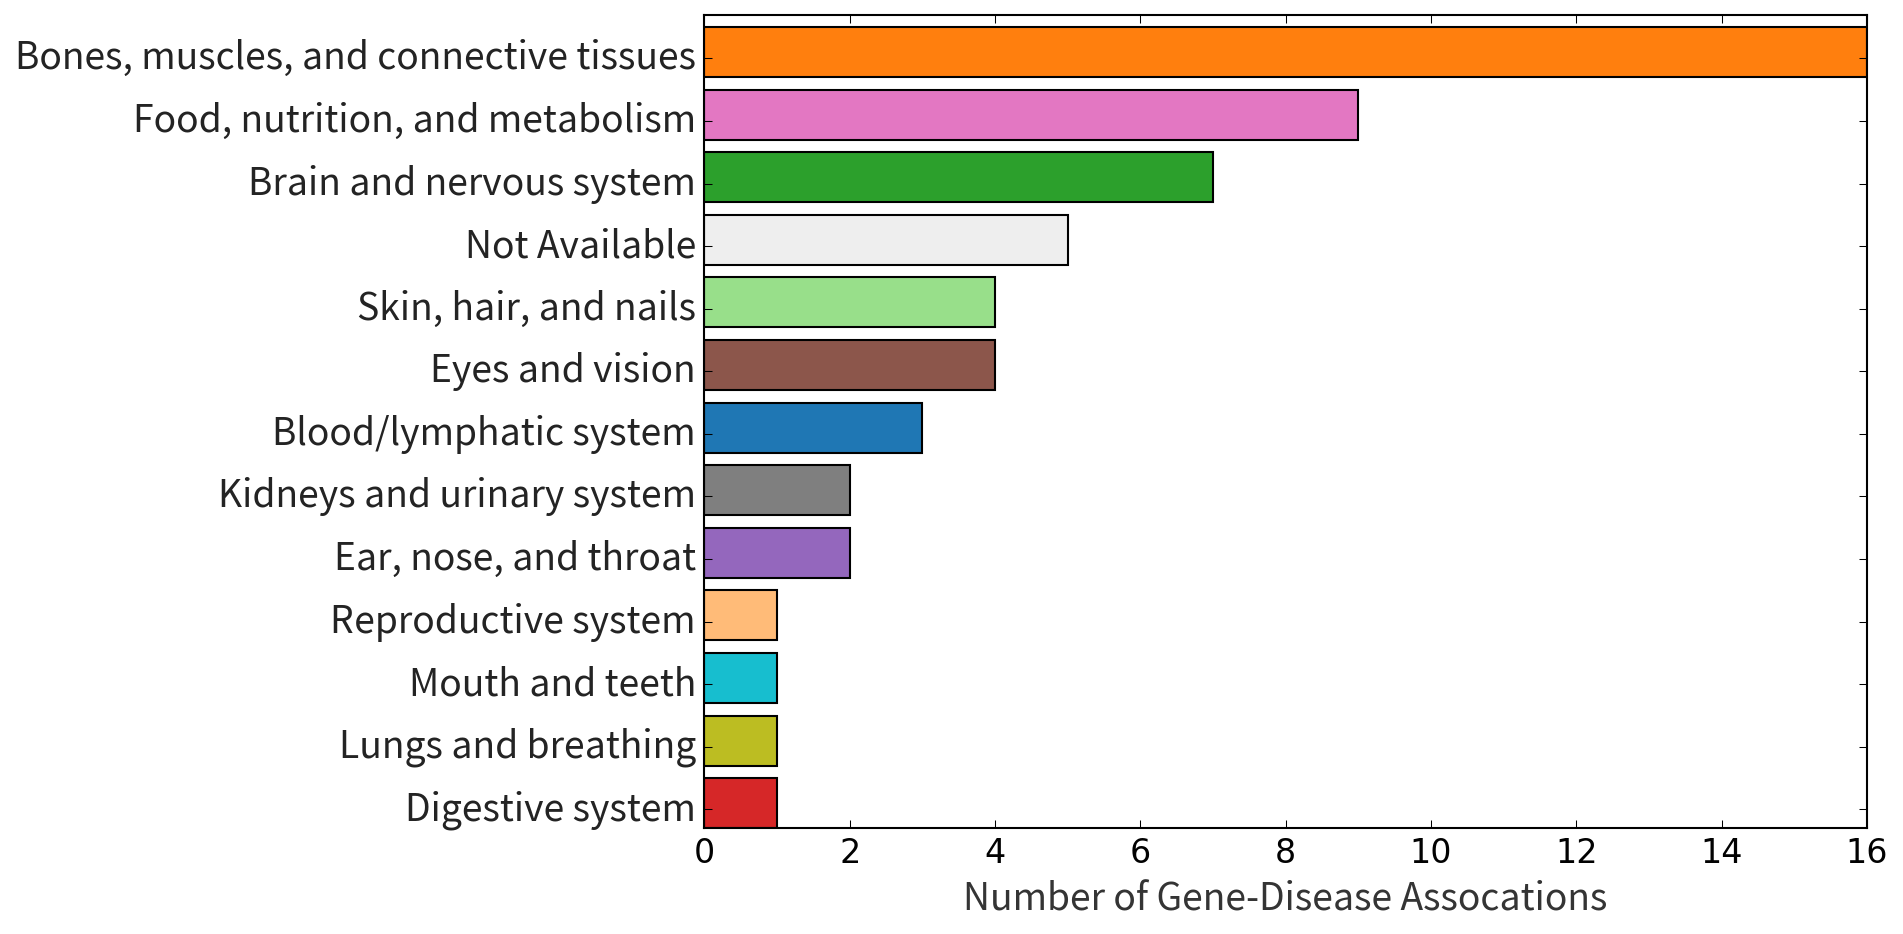 Bones, muscles, and connective tissues
Food, nutrition, and metabolism
Brain and nervous system
Not Available
Skin, hair, and nails
Eyes and vision
Blood/lymphatic system
Kidneys and urinary system
Ear, nose, and throat
Reproductive system
Mouth and teeth
Lungs and breathing
Digestive system
0 2 4 6 8 10 12 14 16
Number of Gene-Disease Assocations